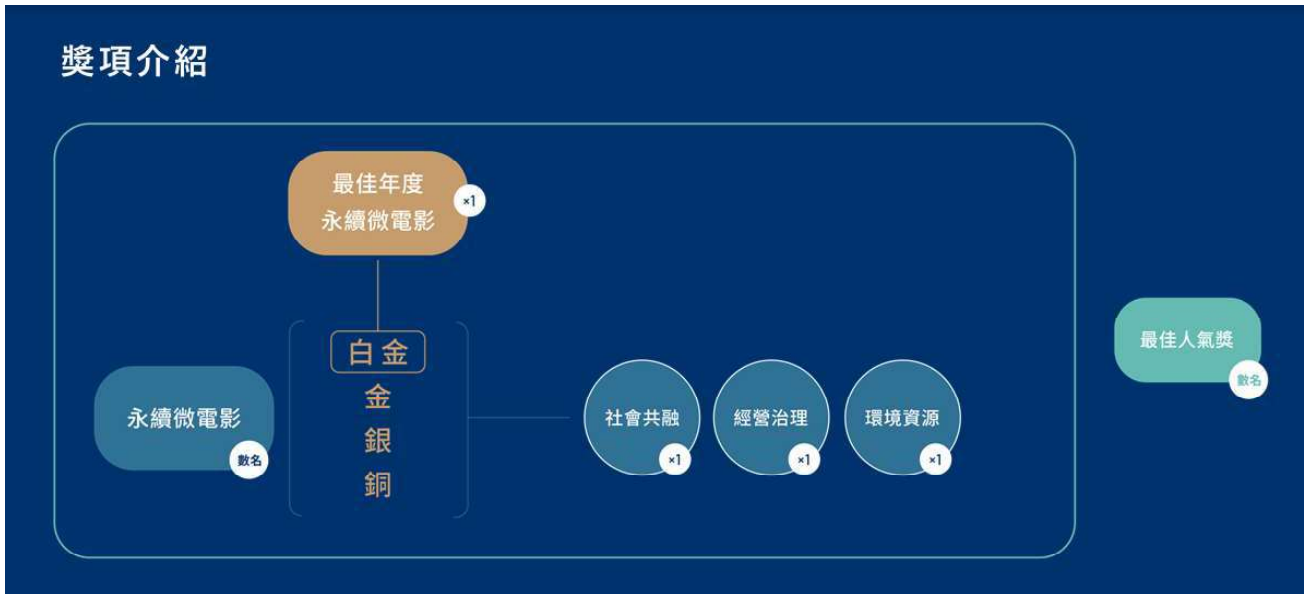 獎項介紹
最佳年度
永續微電影
×1
白金
金
銀
銅
永續微電影
數名
社會共融
×1
經營治理
×1
環境資源
×1
最佳人氣獎
數名